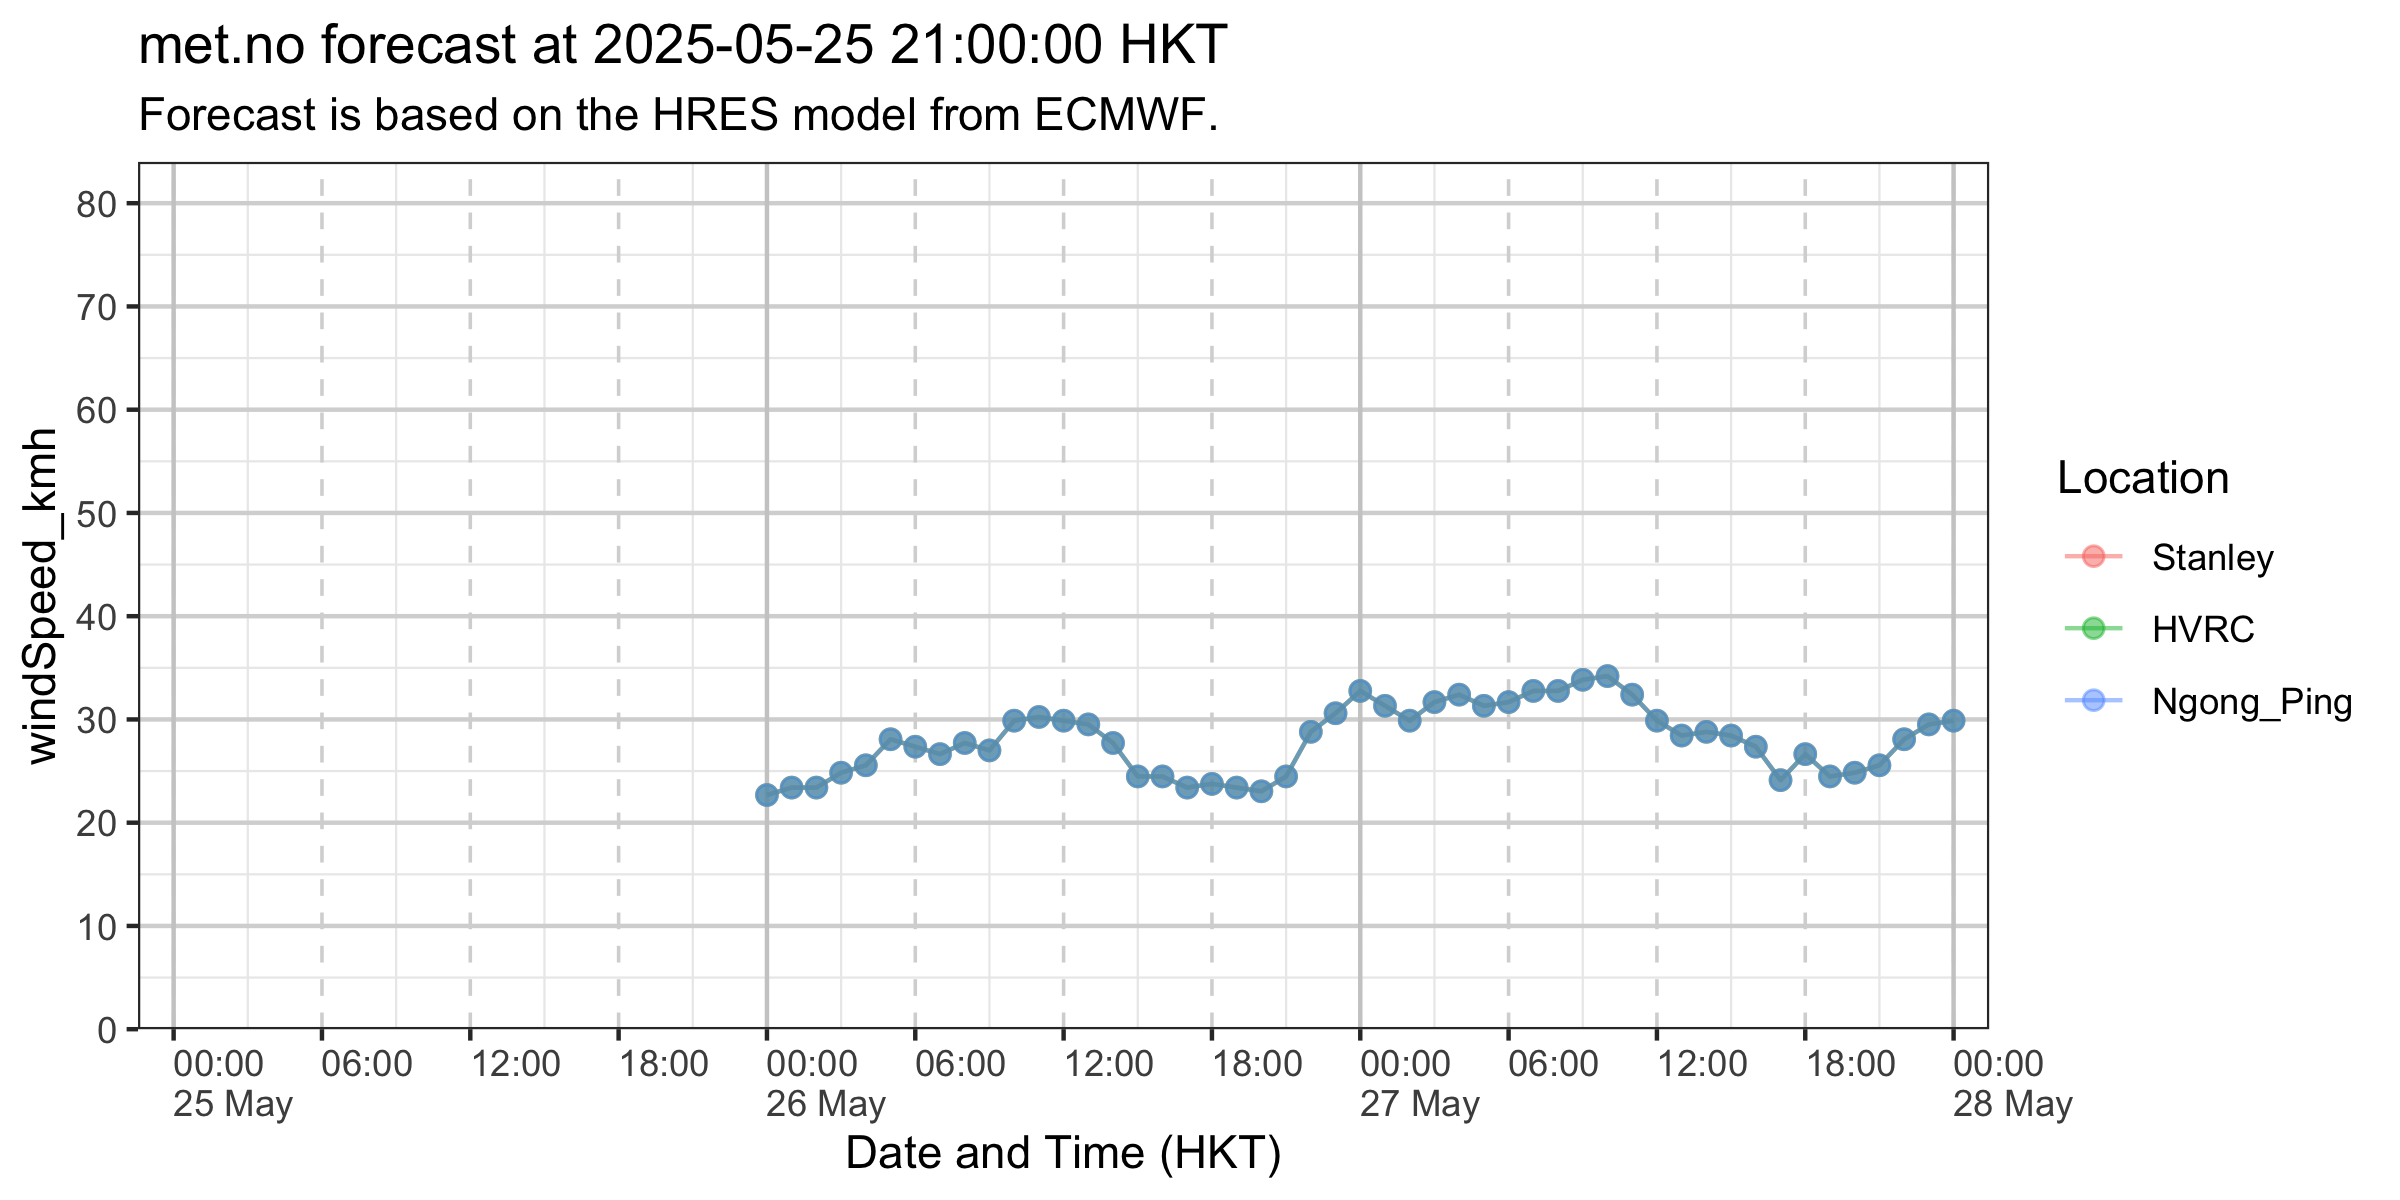 met.no forecast at 2025-05-25 21:00:00 HKT
Forecast is based on the HRES model from ECMWF.
windSpeed_kmh
80
70
60
50
40
30
20
10
0
00:00 06:00 12:00 18:00 00:00 06:00 12:00 18:00 00:00 06:00 12:00 18:00 00:00
25 May 26 May 27 May 28 May
Date and Time (HKT)
Location
Stanley
HVRC
Ngong_Ping